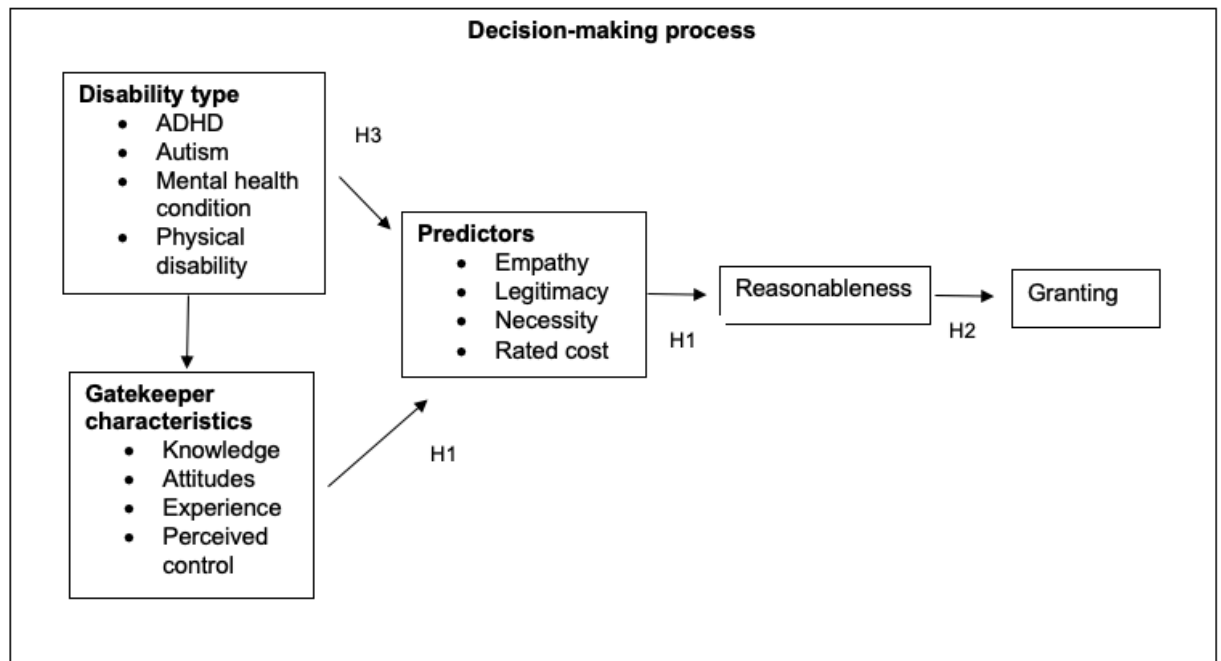 Decision-making process
Disability type
• ADHD
• Autism
• Mental health
condition
• Physical
disability
H3
Predictors
• Empathy
• Legitimacy
• Necessity
• Rated cost
H1
Reasonableness
H2
Granting
Gatekeeper
characteristics
• Knowledge
• Attitudes
• Experience
• Perceived
control
H1